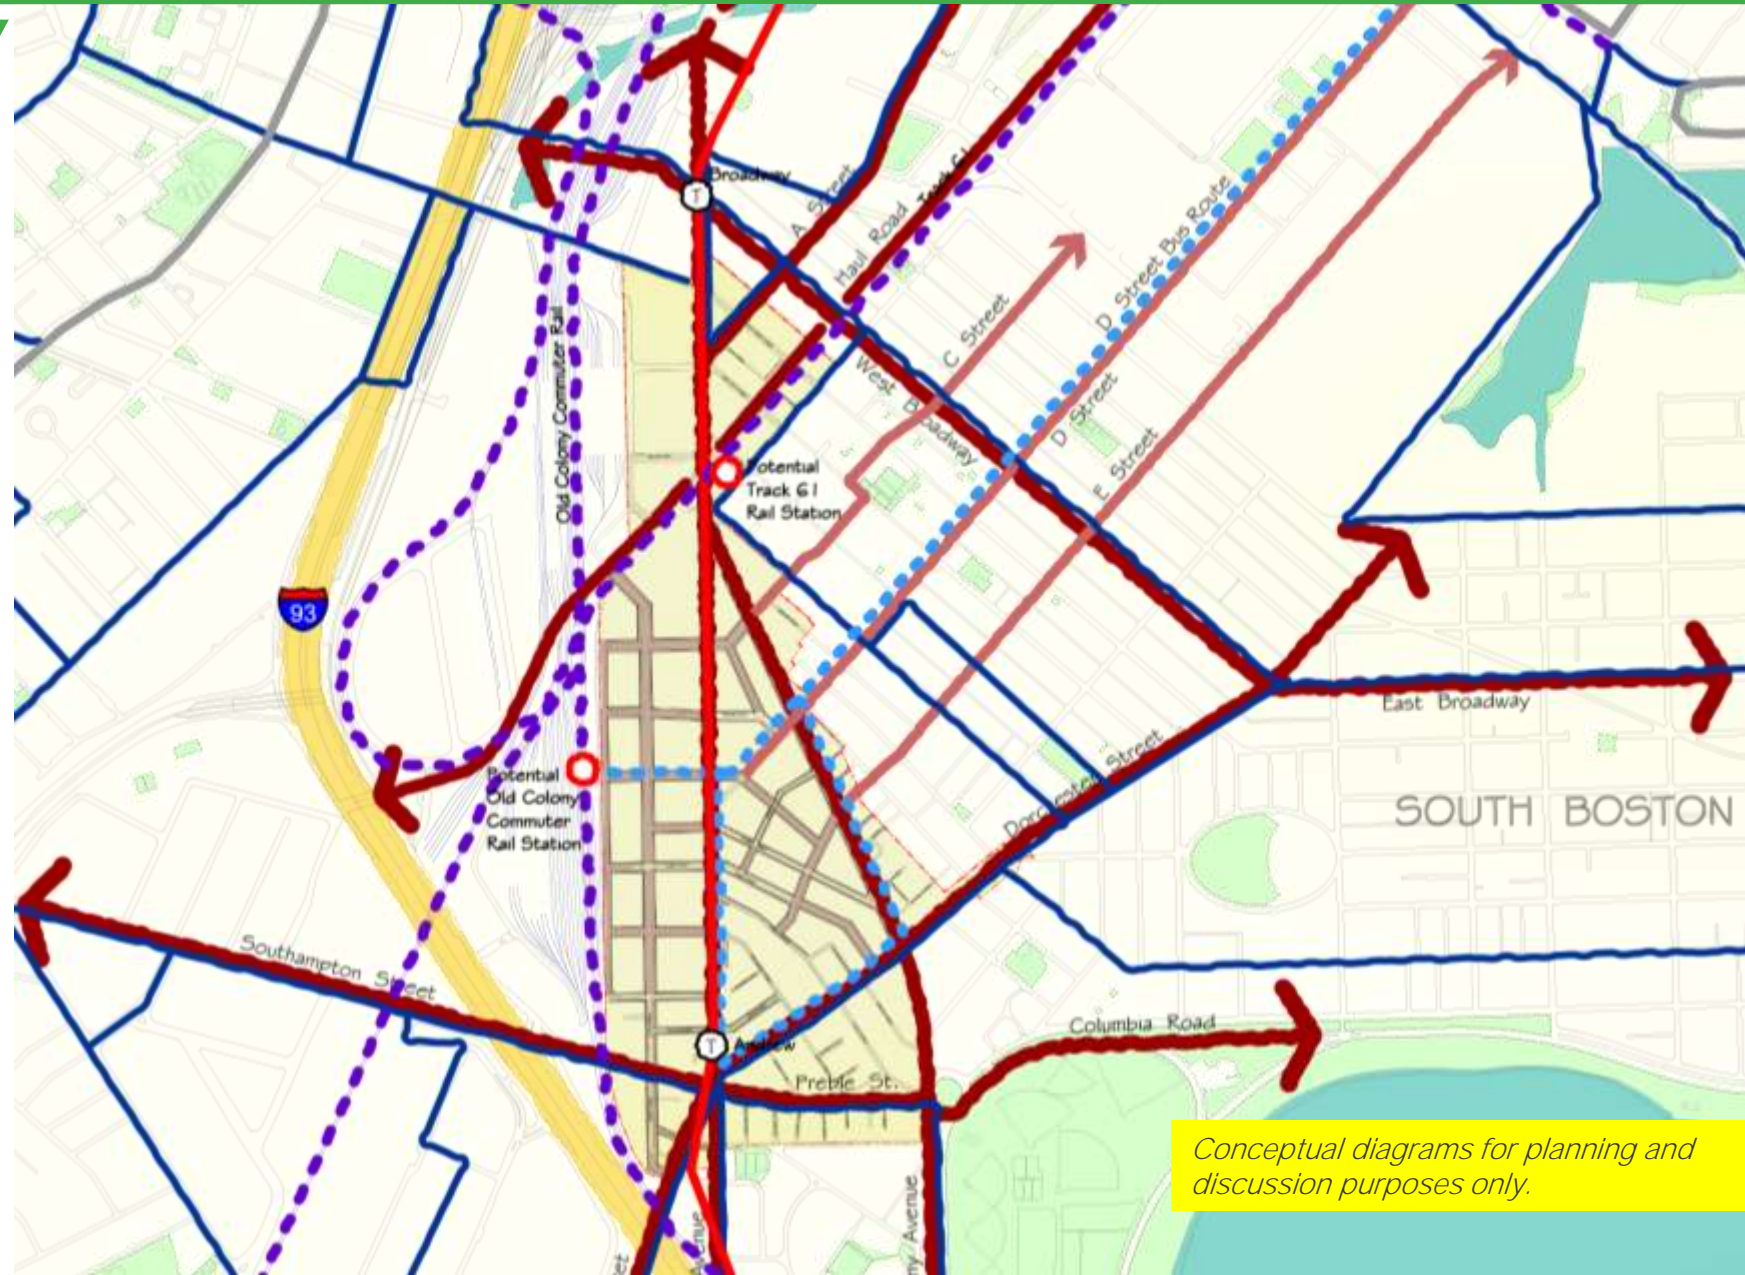 Broadway
T
A Street
Haul Road
Track 61
D Street Bus Route
C Street
Old Colony Commuter Rail
West Broadway
D Street
E Street
Potential
Track 61
Rail Station
93
East Broadway
Potential
Old Colony
Commuter
Rail Station
Dorchester Street
SOUTH BOSTON
Southampton Street
Columbia Road
T
Andrew
Preble St.
Conceptual diagrams for planning and
discussion purposes only.
Avenue
Avenue